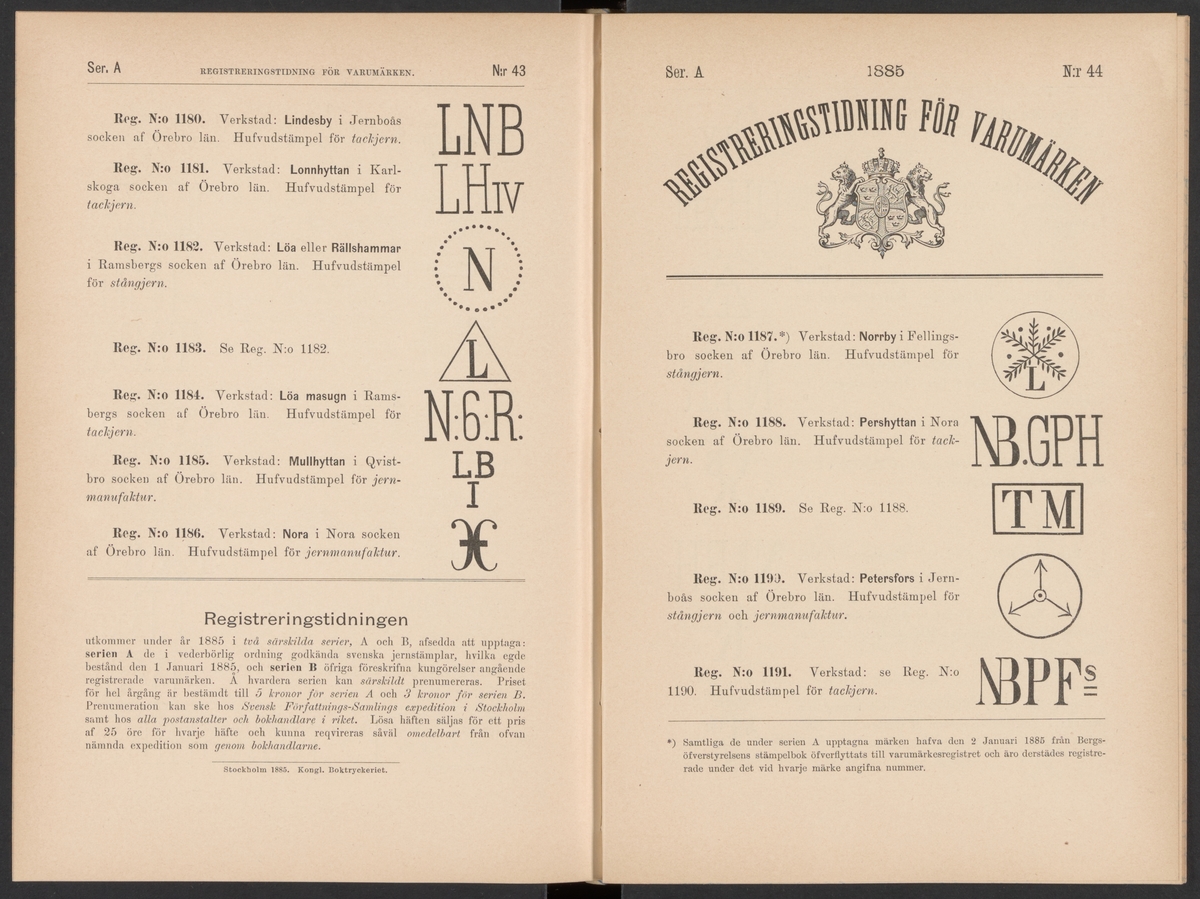 Ser. A REGISTRERINGSTIDNING FÖR VARUMÄRKEN. N:r 43
Reg. N:o 1180. Verkstad: Lindesby i Jernboås
socken af Örebro län. Hufvudstämpel för tackjern.
LNB
Reg. N:o 1181. Verkstad: Lonnhyttan i Karl-
skoga socken af Örebro län. Hufvudstämpel för
tackjern.
LHIV
Reg. N:o 1182. Verkstad: Löa eller Rällshammar
i Ramsbergs socken af Örebro län. Hufvudstämpel
för stångjern.
N
Reg. N:o 1183. Se Reg. N:o 1182.
L
Reg. N:o 1184. Verkstad: Löa masugn i Rams-
bergs socken af Örebro län. Hufvudstämpel för
tackjern.
N:6:R:
Reg. N:o 1185. Verkstad: Mullhyttan i Qvist-
bro socken af Örebro län. Hufvudstämpel för jern-
manufaktur.
LB
I
Reg. N:o 1186. Verkstad: Nora i Nora socken
af Örebro län. Hufvudstämpel för jernmanufaktur.
Registreringstidningen
utkommer under år 1885 i två särskilda serier, A och B, afsedda att upptaga:
serien A de i vederbörlig ordning godkända svenska jernstämplar, hvilka egde
bestånd den 1 Januari 1885, och serien B öfriga föreskrifna kungörelser angående
registrerade varumärken. Å hvardera serien kan särskildt prenumereras. Priset
för hel årgång är bestämdt till 5 kronor för serien A och 3 kronor för serien B.
Prenumeration kan ske hos Svensk Författnings-Samlings expedition i Stockholm
samt hos alla postanstalter och bokhandlare i riket. Lösa häften säljas för ett pris
af 25 öre för hvarje häfte och kunna reqvireras såväl omedelbart från ofvan
nämnda expedition som genom bokhandlarne.
Stockholm 1885. Kongl. Boktryckeriet.
Ser. A 1885 N:r 44
REGISTRERINGSTIDNING FÖR VARUMÄRKEN
Reg. N:o 1187.*) Verkstad: Norrby i Fellings-
bro socken af Örebro län. Hufvudstämpel för
stångjern.
L
Reg. N:o 1188. Verkstad: Pershyttan i Nora
socken af Örebro län. Hufvudstämpel för tack-
jern.
NB.GPH
Reg. N:o 1189. Se Reg. N:o 1188.
TM
Reg. N:o 1190. Verkstad: Petersfors i Jern-
boås socken af Örebro län. Hufvudstämpel för
stångjern och jernmanufaktur.
Reg. N:o 1191. Verkstad: se Reg. N:o
1190. Hufvudstämpel för tackjern.
NBPFs
*) Samtliga de under serien A upptagna märken hafva den 2 Januari 1885 från Bergs-
öfverstyrelsens stämpelbok öfverflyttats till varumärkesregistret och äro derstädes registre-
rade under det vid hvarje märke angifna nummer.